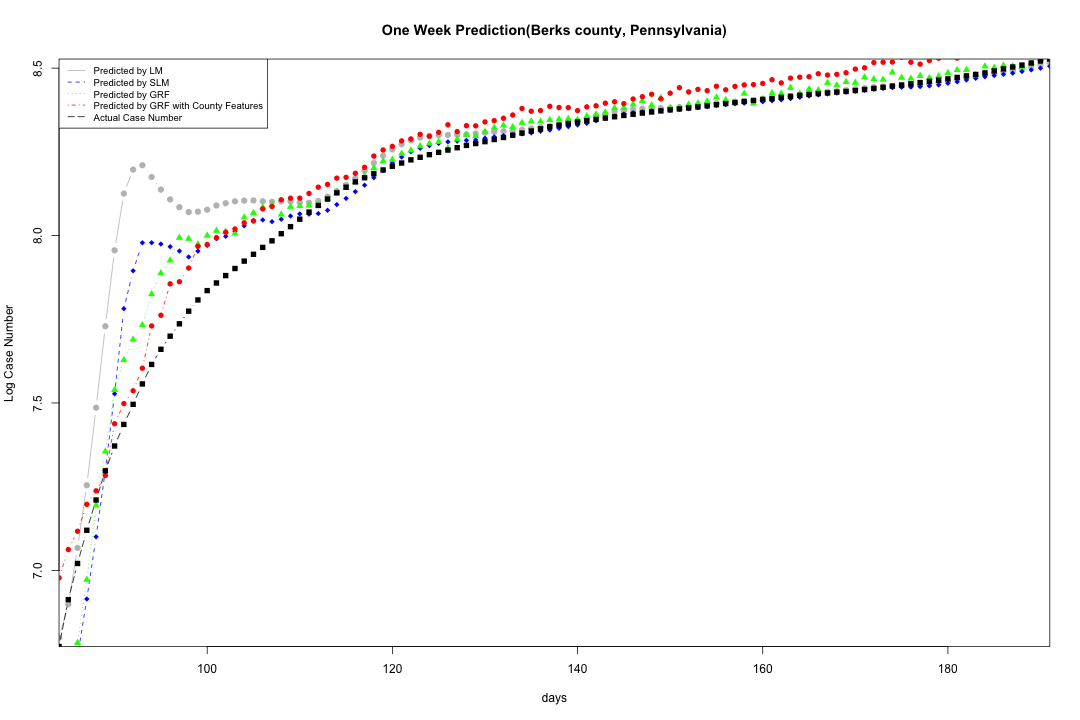 One Week Prediction(Berks county, Pennsylvania)
Predicted by LM
Predicted by SLM
Predicted by GRF
Predicted by GRF with County Features
Actual Case Number
Log Case Number
8.5
8.0
7.5
7.0
100 120 140 160 180
days